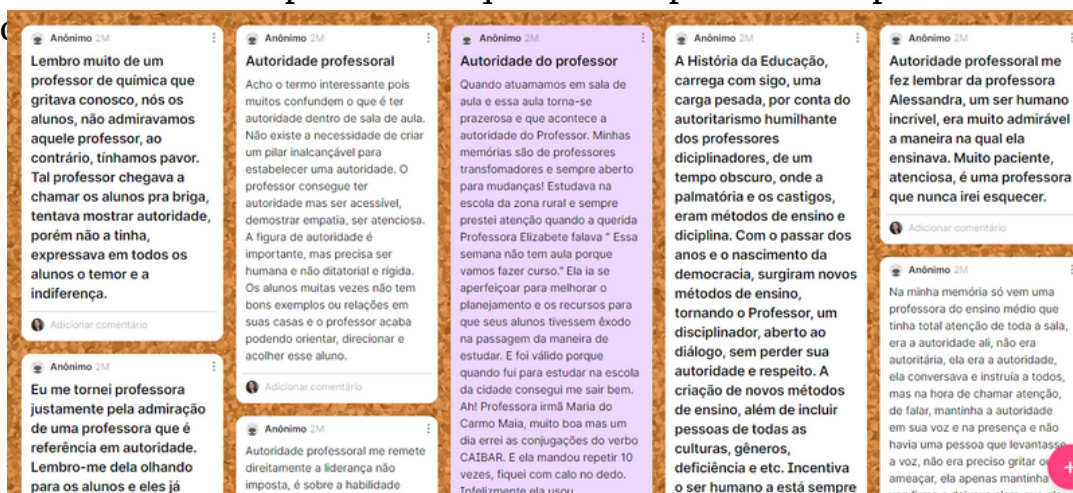 Anônimo 2M
Lembro muito de um
professor de química que
gritava conosco, nós os
alunos, não admiravamos
aquele professor, ao
contrário, tínhamos pavor.
Tal professor chegava a
chamar os alunos pra briga,
tentava mostrar autoridade,
porém não a tinha,
expressava em todos os
alunos o temor e a
indiferença.
Adicionar comentário
Anônimo 2M
Eu me tornei professora
justamente pela admiração
de uma professora que é
referência em autoridade.
Lembro-me dela olhando
para os alunos e eles já
Anônimo 2M
Autoridade professoral
Acho o termo interessante pois
muitos confundem o que é ter
autoridade dentro de sala de aula.
Não existe a necessidade de criar
um pilar inalcançável para
estabelecer uma autoridade. O
professor consegue ter
autoridade mas ser acessível,
demostrar empatia, ser atenciosa.
A figura de autoridade é
importante, mas precisa ser
humana e não ditatorial e rígida.
Os alunos muitas vezes não tem
bons exemplos ou relações em
suas casas e o professor acaba
podendo orientar, direcionar e
acolher esse aluno.
Adicionar comentário
Anônimo 2M
Autoridade professoral me remete
direitamente a liderança não
imposta, é sobre a habilidade
Anônimo 2M
Autoridade do professor
Quando atuamamos em sala de
aula e essa aula torna-se
prazerosa e que acontece a
autoridade do Professor. Minhas
memórias são de professores
transfomadores e sempre aberto
para mudanças! Estudava na
escola da zona rural e sempre
prestei atenção quando a querida
Professora Elizabete falava " Essa
semana não tem aula porque
vamos fazer curso." Ela ia se
aperfeiçoar para melhorar o
planejamento e os recursos para
que seus alunos tivessem êxodo
na passagem da maneira de
estudar. E foi válido porque
quando fui para estudar na escola
da cidade consegui me sair bem.
Ah! Professora irmã Maria do
Carmo Maia, muito boa mas um
dia errei as conjugações do verbo
CAIBAR. E ela mandou repetir 10
vezes, fiquei com calo no dedo.
Infelizmente ela usou
Anônimo 2M
A História da Educação,
carrega com sigo, uma
carga pesada, por conta do
autoritarismo humilhante
dos professores
diciplinadores, de um
tempo obscuro, onde a
palmatória e os castigos,
eram métodos de ensino e
diciplina. Com o passar dos
anos e o nascimento da
democracia, surgiram novos
métodos de ensino,
tornando o Professor, um
disciplinador, aberto ao
diálogo, sem perder sua
autoridade e respeito. A
criação de novos métodos
de ensino, além de incluir
pessoas de todas as
culturas, gêneros,
deficiência e etc. Incentiva
o ser humano a está sempre
Anônimo 2M
Autoridade professoral me
fez lembrar da professora
Alessandra, um ser humano
incrível, era muito admirável
a maneira na qual ela
ensinava. Muito paciente,
atenciosa, é uma professora
que nunca irei esquecer.
Adicionar comentário
Anônimo 2M
Na minha memória só vem uma
professora do ensino médio que
tinha total atenção de toda a sala,
era a autoridade ali, não era
autoritária, ela era a autoridade,
ela conversava e instruía a todos,
mas na hora de chamar atenção,
de falar, mantinha a autoridade
em sua voz e na presença e não
havia uma pessoa que levantasse
a voz, não era preciso gritar ou
ameaçar, ela apenas mantinha